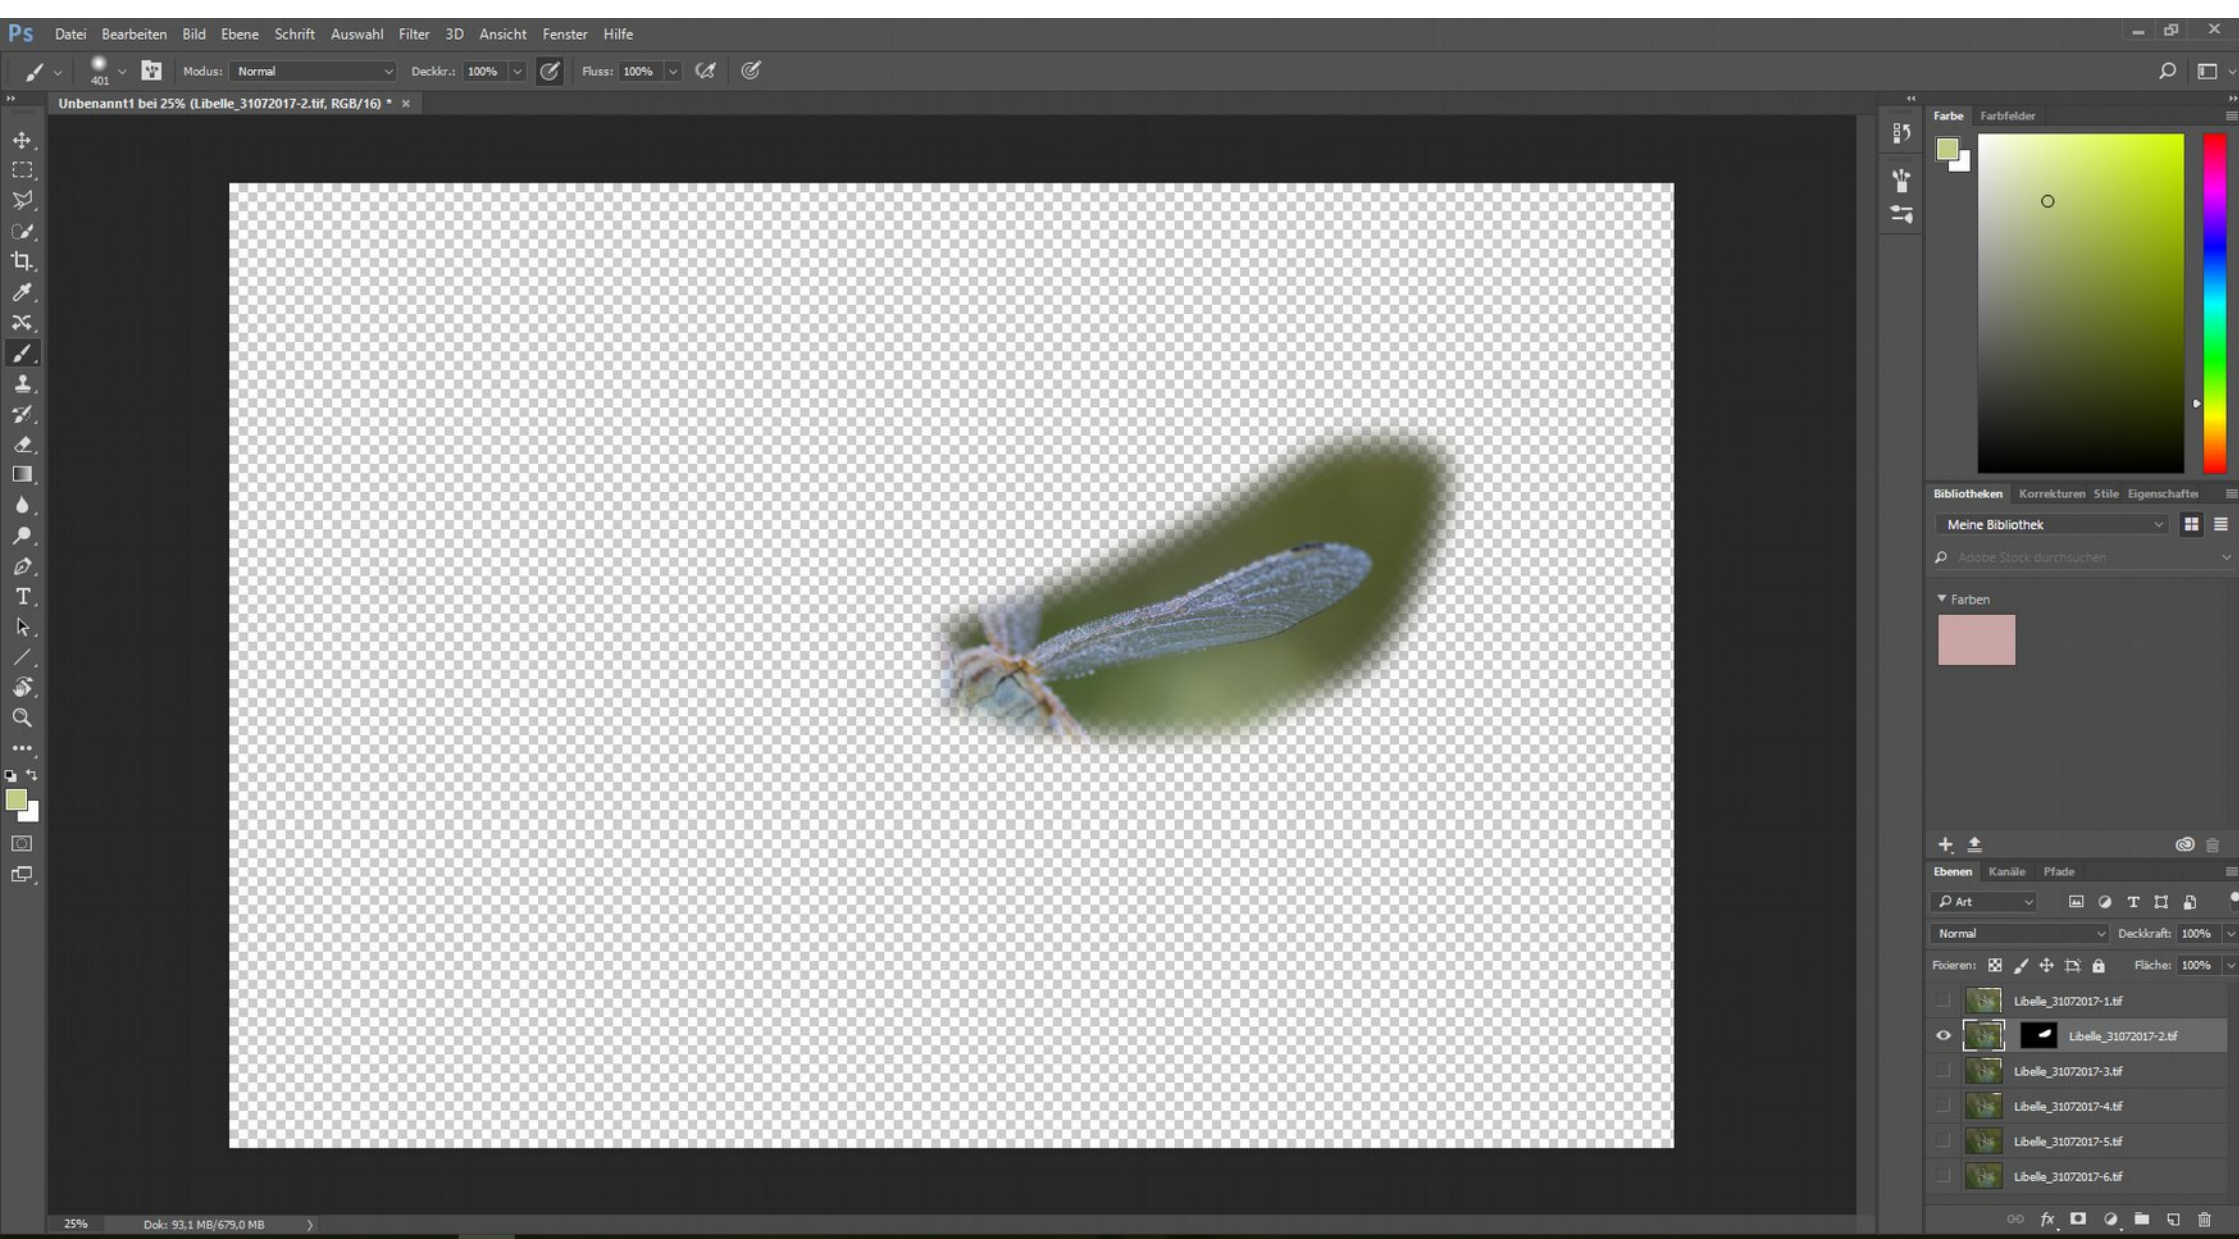 Ps Datei Bearbeiten Bild Ebene Schrift Auswahl Filter 3D Ansicht Fenster Hilfe
401 Modus: Normal Deckkr.: 100% Fluss: 100%
Unbenannt1 bei 25% (Libelle_31072017-2.tif, RGB/16) * ×
Farbe Farbfelder
Bibliotheken Korrekturen Stile Eigenschafter
Meine Bibliothek
Adobe Stock durchsuchen
Farben
Ebenen Kanäle Pfade
Art
Normal Deckkraft: 100%
Fixieren: Fläche: 100%
Libelle_31072017-1.tif
Libelle_31072017-2.tif
Libelle_31072017-3.tif
Libelle_31072017-4.tif
Libelle_31072017-5.tif
Libelle_31072017-6.tif
fx
25% Dok: 93,1 MB/679,0 MB